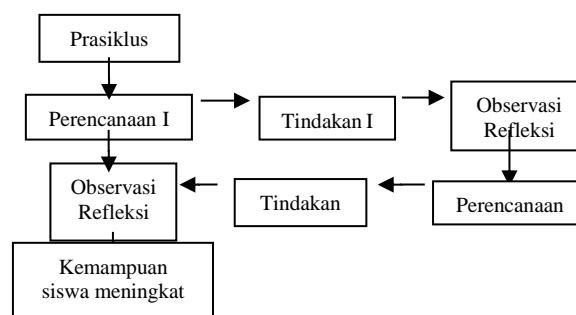 Prasiklus
Perencanaan I
Tindakan I
Observasi
Refleksi
Observasi
Refleksi
Tindakan
Perencanaan
Kemampuan
siswa meningkat